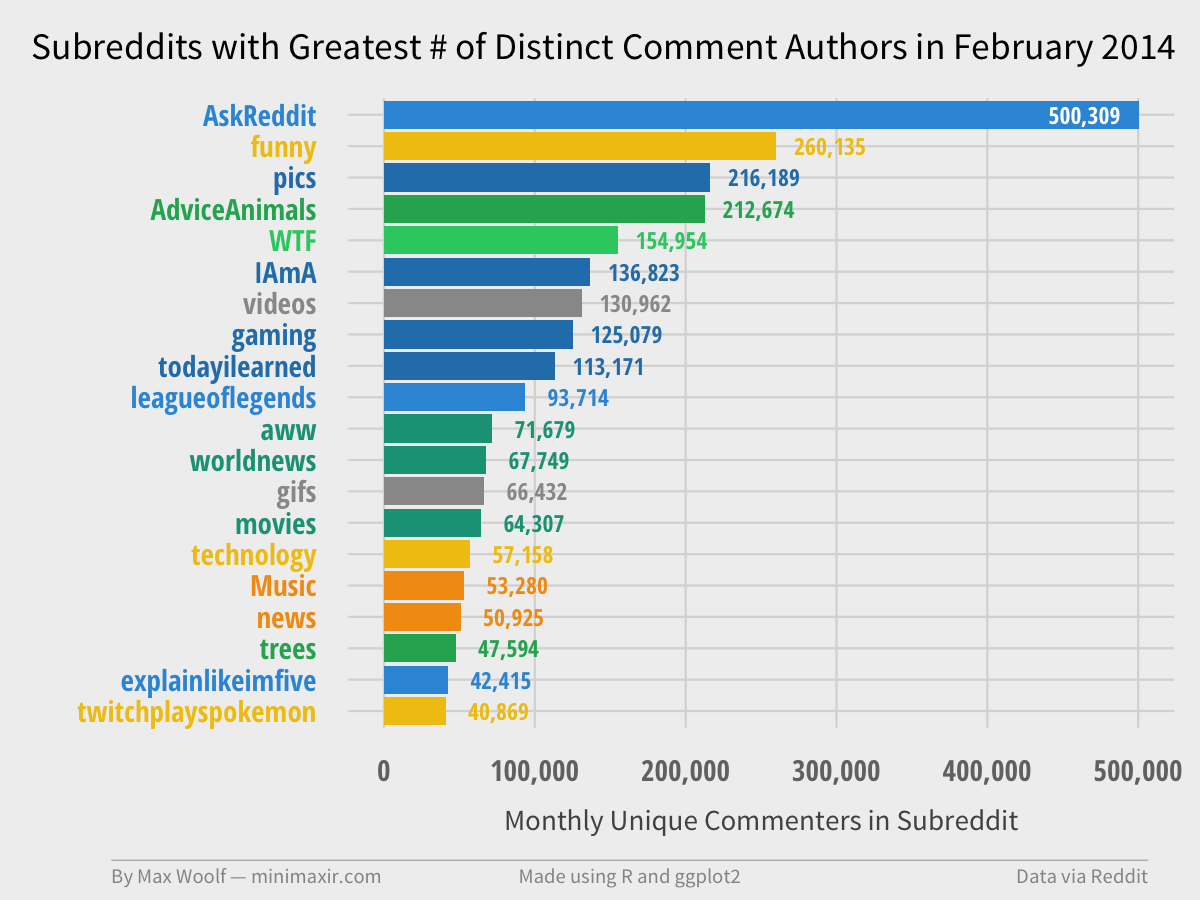 Subreddits with Greatest # of Distinct Comment Authors in February 2014
AskReddit 500,309
funny 260,135
pics 216,189
AdviceAnimals 212,674
WTF 154,954
IAmA 136,823
videos 130,962
gaming 125,079
todayilearned 113,171
leagueoflegends 93,714
aww 71,679
worldnews 67,749
gifs 66,432
movies 64,307
technology 57,158
Music 53,280
news 50,925
trees 47,594
explainlikeimfive 42,415
twitchplayspokemon 40,869
0 100,000 200,000 300,000 400,000 500,000
Monthly Unique Commenters in Subreddit
By Max Woolf — minimaxir.com Made using R and ggplot2 Data via Reddit